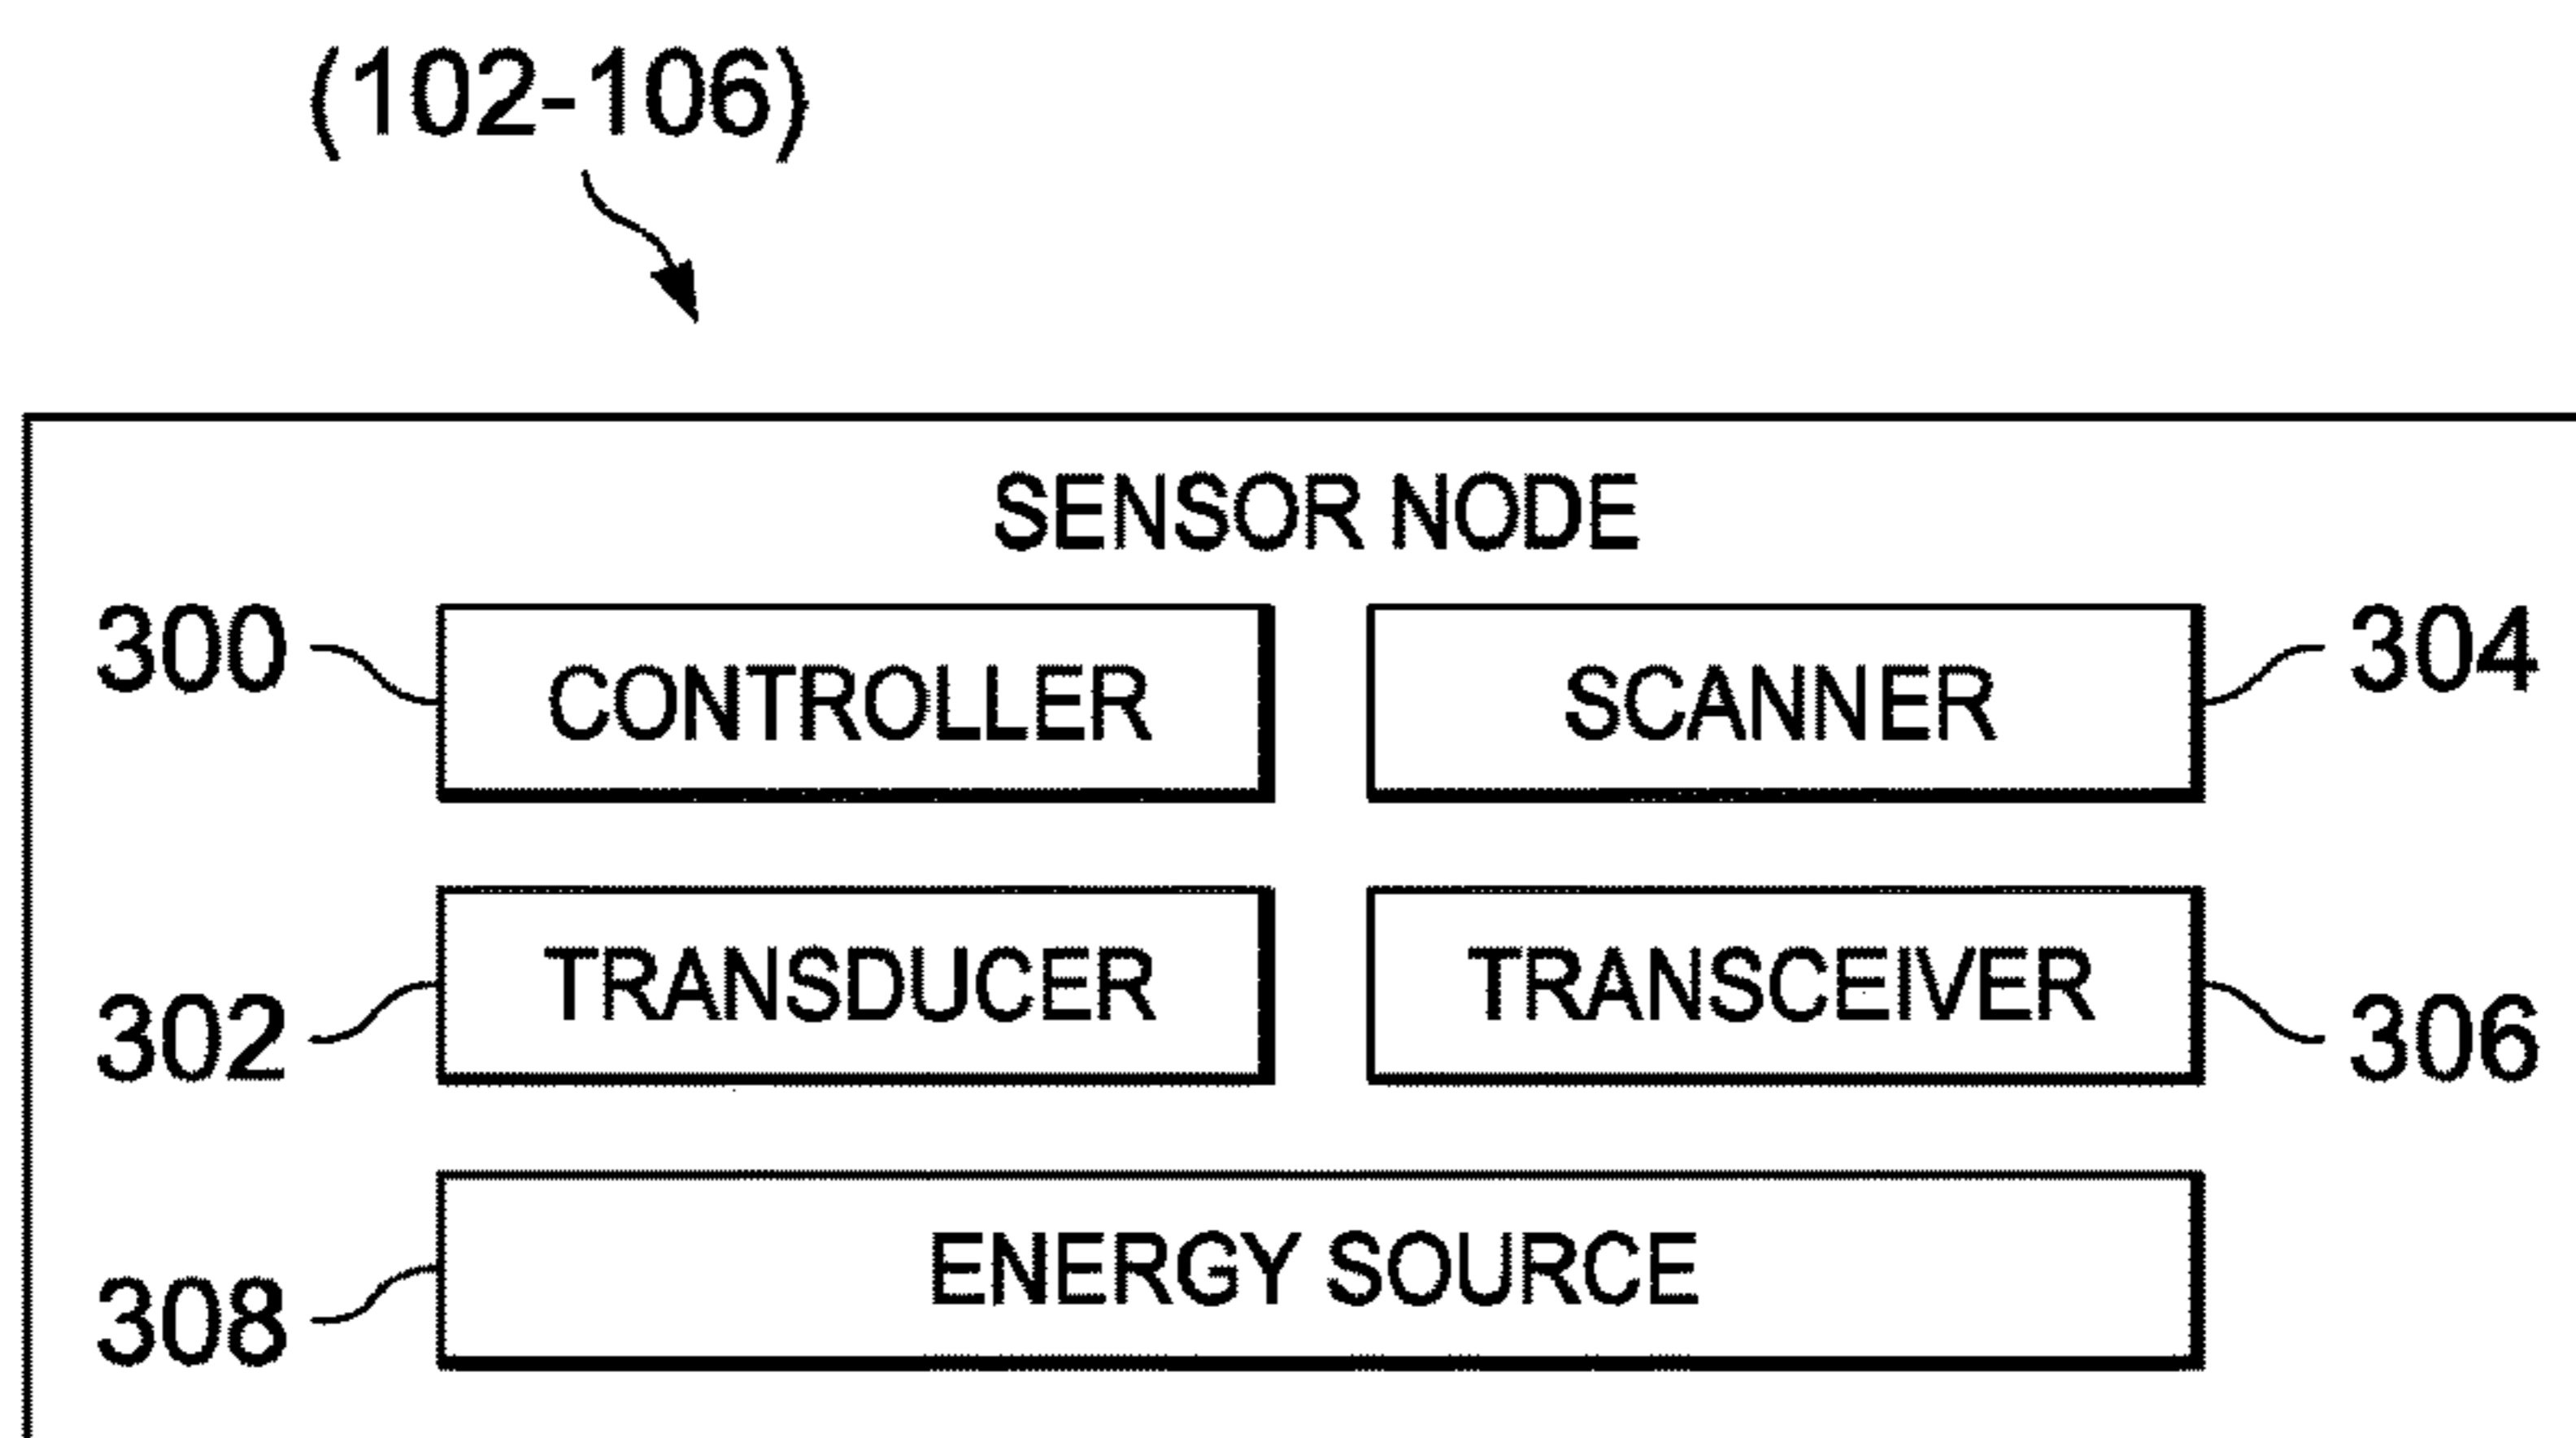 (102-106)
SENSOR NODE
300 CONTROLLER SCANNER 304
302 TRANSDUCER TRANSCEIVER 306
308 ENERGY SOURCE